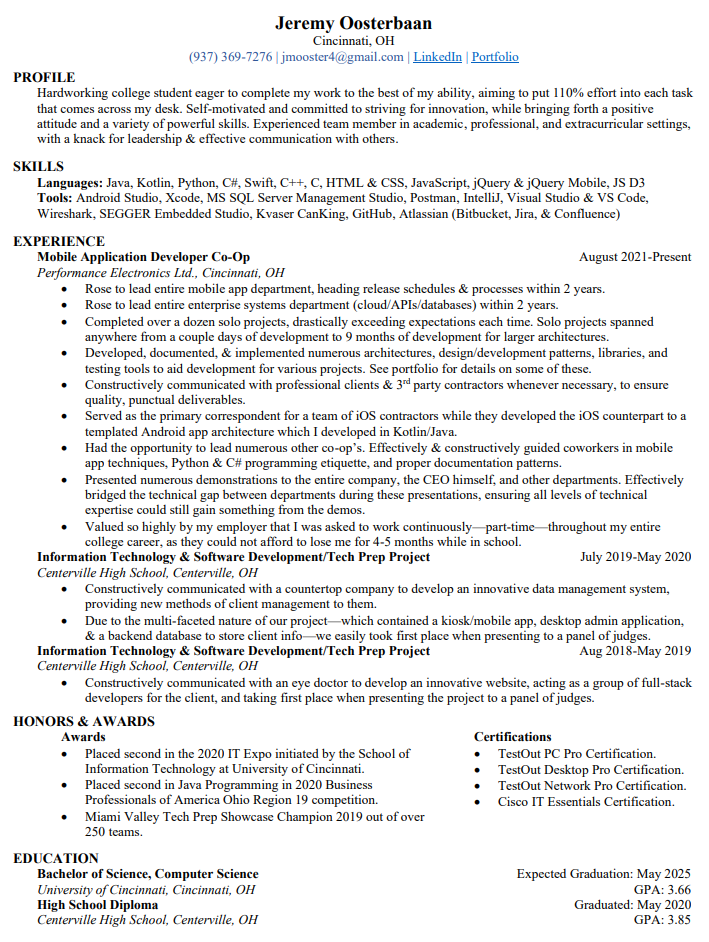 Jeremy Oosterbaan
Cincinnati, OH
(937) 369-7276 | jmooster4@gmail.com | LinkedIn | Portfolio
PROFILE
Hardworking college student eager to complete my work to the best of my ability, aiming to put 110% effort into each task
that comes across my desk. Self-motivated and committed to striving for innovation, while bringing forth a positive
attitude and a variety of powerful skills. Experienced team member in academic, professional, and extracurricular settings,
with a knack for leadership & effective communication with others.
SKILLS
Languages: Java, Kotlin, Python, C#, Swift, C++, C, HTML & CSS, JavaScript, jQuery & jQuery Mobile, JS D3
Tools: Android Studio, Xcode, MS SQL Server Management Studio, Postman, IntelliJ, Visual Studio & VS Code,
Wireshark, SEGGER Embedded Studio, Kvaser CanKing, GitHub, Atlassian (Bitbucket, Jira, & Confluence)
EXPERIENCE
Mobile Application Developer Co-Op August 2021-Present
Performance Electronics Ltd., Cincinnati, OH
• Rose to lead entire mobile app department, heading release schedules & processes within 2 years.
• Rose to lead entire enterprise systems department (cloud/APIs/databases) within 2 years.
• Completed over a dozen solo projects, drastically exceeding expectations each time. Solo projects spanned
anywhere from a couple days of development to 9 months of development for larger architectures.
• Developed, documented, & implemented numerous architectures, design/development patterns, libraries, and
testing tools to aid development for various projects. See portfolio for details on some of these.
• Constructively communicated with professional clients & 3rd party contractors whenever necessary, to ensure
quality, punctual deliverables.
• Served as the primary correspondent for a team of iOS contractors while they developed the iOS counterpart to a
templated Android app architecture which I developed in Kotlin/Java.
• Had the opportunity to lead numerous other co-op's. Effectively & constructively guided coworkers in mobile
app techniques, Python & C# programming etiquette, and proper documentation patterns.
• Presented numerous demonstrations to the entire company, the CEO himself, and other departments. Effectively
bridged the technical gap between departments during these presentations, ensuring all levels of technical
expertise could still gain something from the demos.
• Valued so highly by my employer that I was asked to work continuously—part-time—throughout my entire
college career, as they could not afford to lose me for 4-5 months while in school.
Information Technology & Software Development/Tech Prep Project July 2019-May 2020
Centerville High School, Centerville, OH
• Constructively communicated with a countertop company to develop an innovative data management system,
providing new methods of client management to them.
• Due to the multi-faceted nature of our project—which contained a kiosk/mobile app, desktop admin application,
& a backend database to store client info—we easily took first place when presenting to a panel of judges.
Information Technology & Software Development/Tech Prep Project Aug 2018-May 2019
Centerville High School, Centerville, OH
• Constructively communicated with an eye doctor to develop an innovative website, acting as a group of full-stack
developers for the client, and taking first place when presenting the project to a panel of judges.
HONORS & AWARDS
Awards
• Placed second in the 2020 IT Expo initiated by the School of
Information Technology at University of Cincinnati.
• Placed second in Java Programming in 2020 Business
Professionals of America Ohio Region 19 competition.
• Miami Valley Tech Prep Showcase Champion 2019 out of over
250 teams.
Certifications
• TestOut PC Pro Certification.
• TestOut Desktop Pro Certification.
• TestOut Network Pro Certification.
• Cisco IT Essentials Certification.
EDUCATION
Bachelor of Science, Computer Science Expected Graduation: May 2025
University of Cincinnati, Cincinnati, OH GPA: 3.66
High School Diploma Graduated: May 2020
Centerville High School, Centerville, OH GPA: 3.85